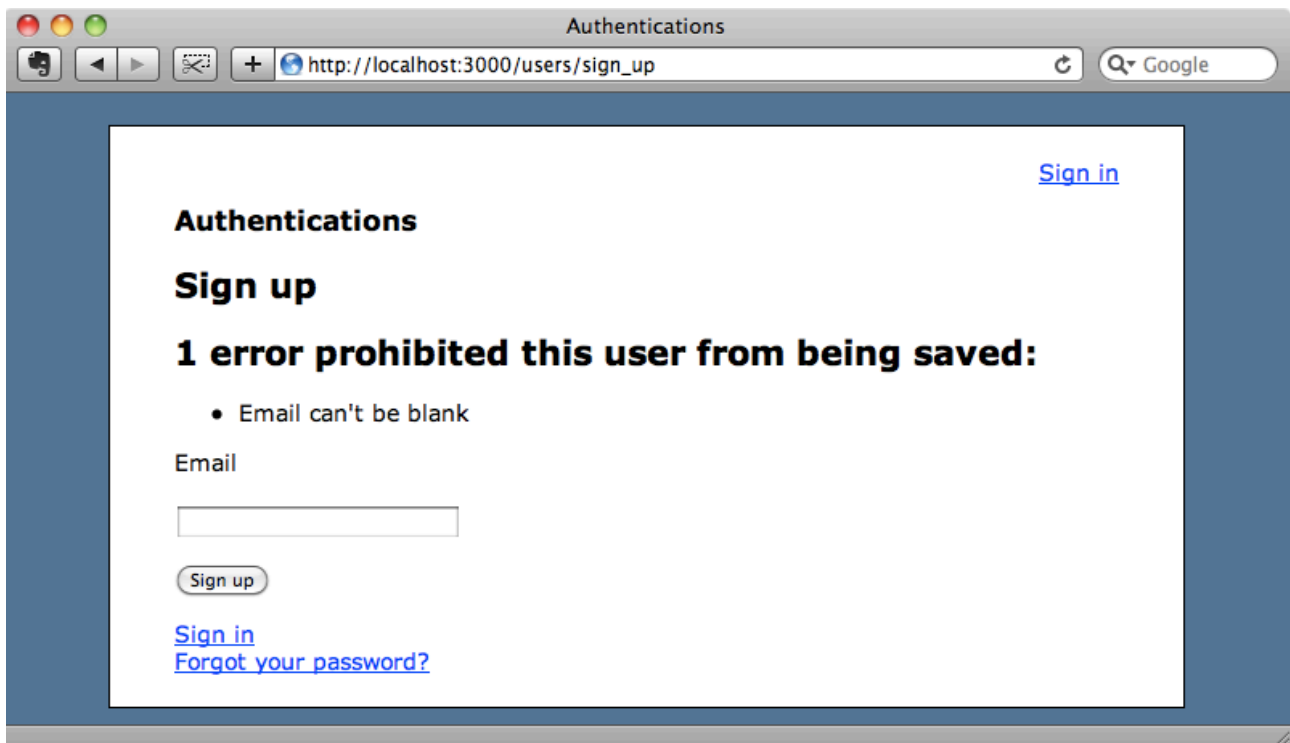 Authentications
http://localhost:3000/users/sign_up
Google
Sign in
Authentications
Sign up
1 error prohibited this user from being saved:
• Email can't be blank
Email
Sign up
Sign in
Forgot your password?